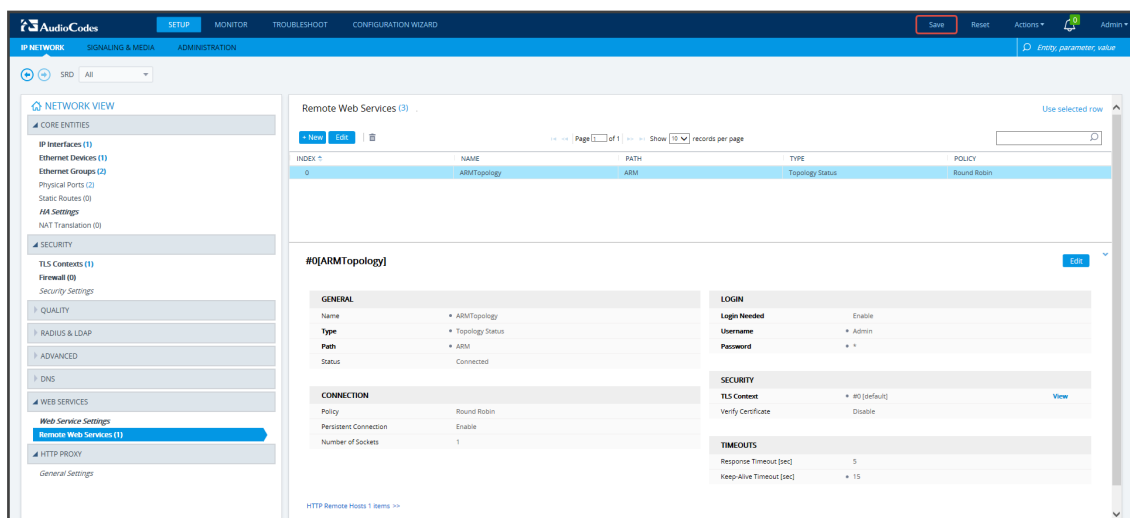 AudioCodes SETUP MONITOR TROUBLESHOOT CONFIGURATION WIZARD Save Reset Actions 0 Admin
IP NETWORK SIGNALING & MEDIA ADMINISTRATION Entity, parameter, value
SRD All
NETWORK VIEW
CORE ENTITIES
IP Interfaces (1)
Ethernet Devices (1)
Ethernet Groups (2)
Physical Ports (2)
Static Routes (0)
HA Settings
NAT Translation (0)
SECURITY
TLS Contexts (1)
Firewall (0)
Security Settings
QUALITY
RADIUS & LDAP
ADVANCED
DNS
WEB SERVICES
Web Service Settings
Remote Web Services (1)
HTTP PROXY
General Settings
Remote Web Services (3) . Use selected row
+ New Edit Page 1 of 1 Show 10 records per page
INDEX NAME PATH TYPE POLICY
0 ARMTopology ARM Topology Status Round Robin
#0[ARMTopology] Edit
GENERAL
Name • ARMTopology
Type • Topology Status
Path • ARM
Status Connected
CONNECTION
Policy Round Robin
Persistent Connection Enable
Number of Sockets 1
LOGIN
Login Needed Enable
Username • Admin
Password • *
SECURITY
TLS Context • #0 [default] View
Verify Certificate Disable
TIMEOUTS
Response Timeout [sec] 5
Keep-Alive Timeout [sec] • 15
HTTP Remote Hosts 1 items >>